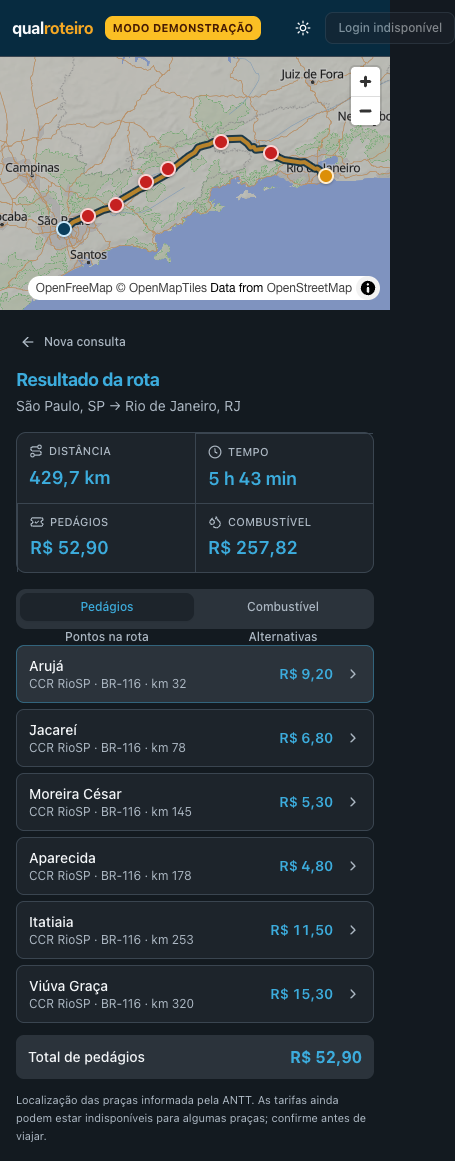 qualroteiro
MODO DEMONSTRAÇÃO
Login indisponível
Juiz de Fora
Campinas
Santos
OpenFreeMap © OpenMapTiles Data from OpenStreetMap
Nova consulta
Resultado da rota
São Paulo, SP → Rio de Janeiro, RJ
DISTÂNCIA
429,7 km
TEMPO
5 h 43 min
PEDÁGIOS
R$ 52,90
COMBUSTÍVEL
R$ 257,82
Pedágios
Combustível
Pontos na rota
Alternativas
Arujá
CCR RioSP · BR-116 · km 32
R$ 9,20
Jacareí
CCR RioSP · BR-116 · km 78
R$ 6,80
Moreira César
CCR RioSP · BR-116 · km 145
R$ 5,30
Aparecida
CCR RioSP · BR-116 · km 178
R$ 4,80
Itatiaia
CCR RioSP · BR-116 · km 253
R$ 11,50
Viúva Graça
CCR RioSP · BR-116 · km 320
R$ 15,30
Total de pedágios
R$ 52,90
Localização das praças informada pela ANTT. As tarifas ainda
podem estar indisponíveis para algumas praças; confirme antes de
viajar.